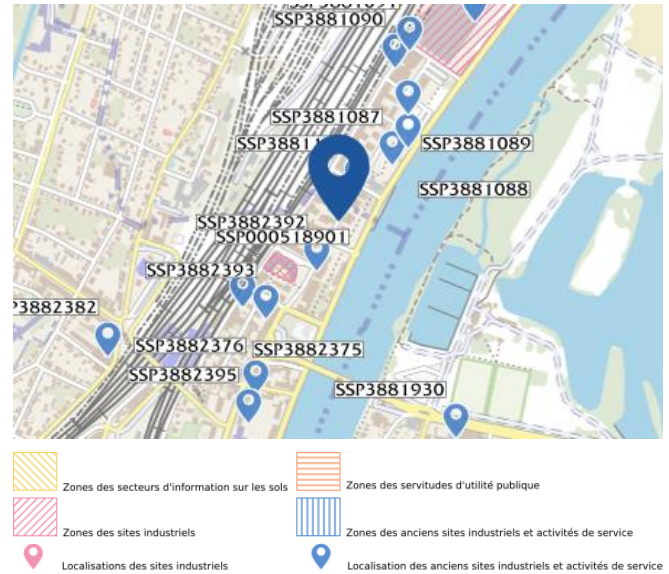 SSP3881090
SSP3881087
SSP38811
SSP3881089
SSP3881088
SSP3882392
SSP000518901
SSP3882393
P3882382
SSP3882376
SSP3882375
SSP3882395
SSP3881930
Zones des secteurs d'information sur les sols
Zones des servitudes d'utilité publique
Zones des sites industriels
Zones des anciens sites industriels et activités de service
Localisations des sites industriels
Localisation des anciens sites industriels et activités de service